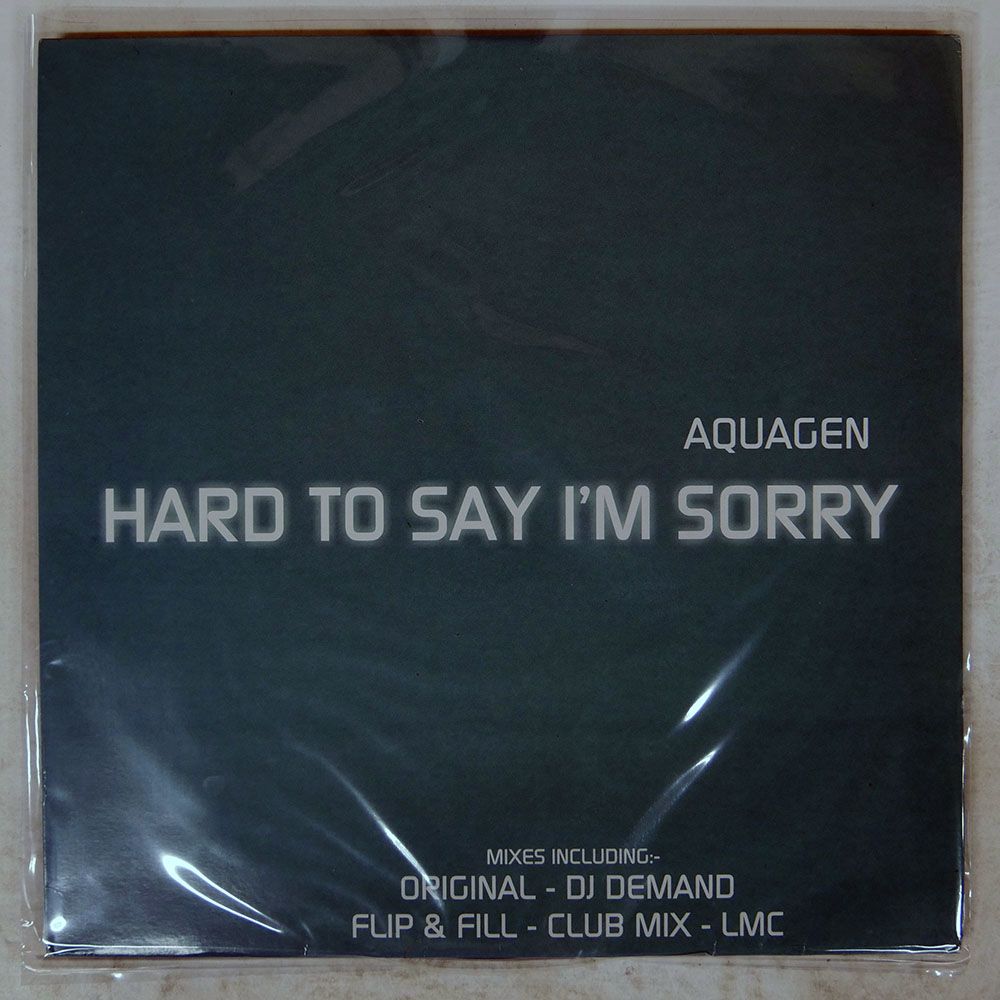 AQUAGEN
HARD TO SAY I'M SORRY
MIXES INCLUDING:-
ORIGINAL - DJ DEMAND
FLIP & FILL - CLUB MIX - LMC